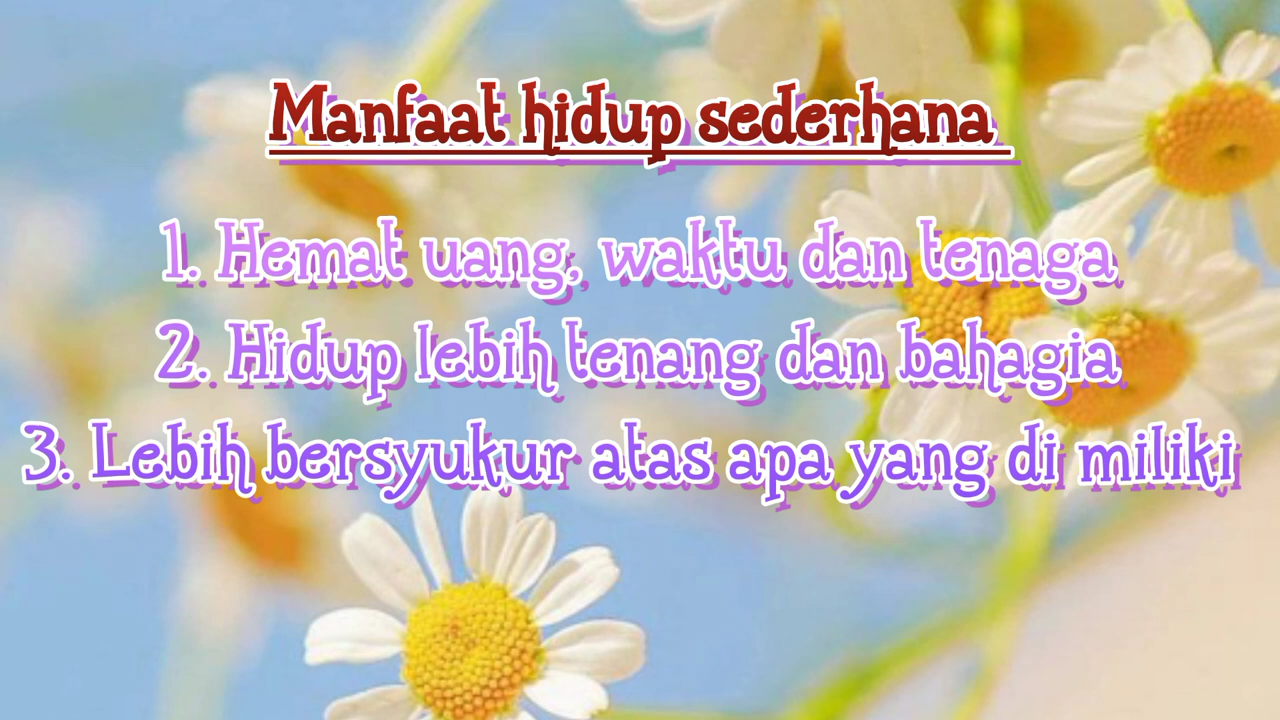 Manfaat hidup sederhana
1. Hemat uang, waktu dan tenaga
2. Hidup lebih tenang dan bahagia
3. Lebih bersyukur atas apa yang di miliki